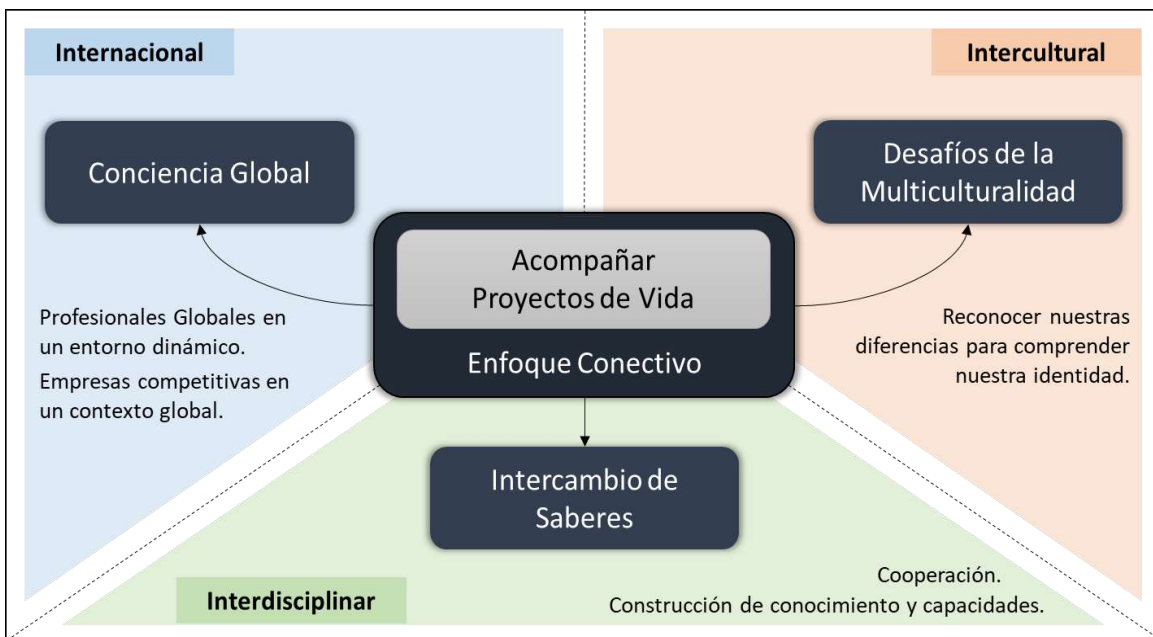 Internacional
Conciencia Global
Profesionales Globales en
un entorno dinámico.
Empresas competitivas en
un contexto global.
Intercultural
Desafíos de la
Multiculturalidad
Reconocer nuestras
diferencias para comprender
nuestra identidad.
Acompañar
Proyectos de Vida
Enfoque Conectivo
Intercambio de
Saberes
Interdisciplinar
Cooperación.
Construcción de conocimiento y capacidades.